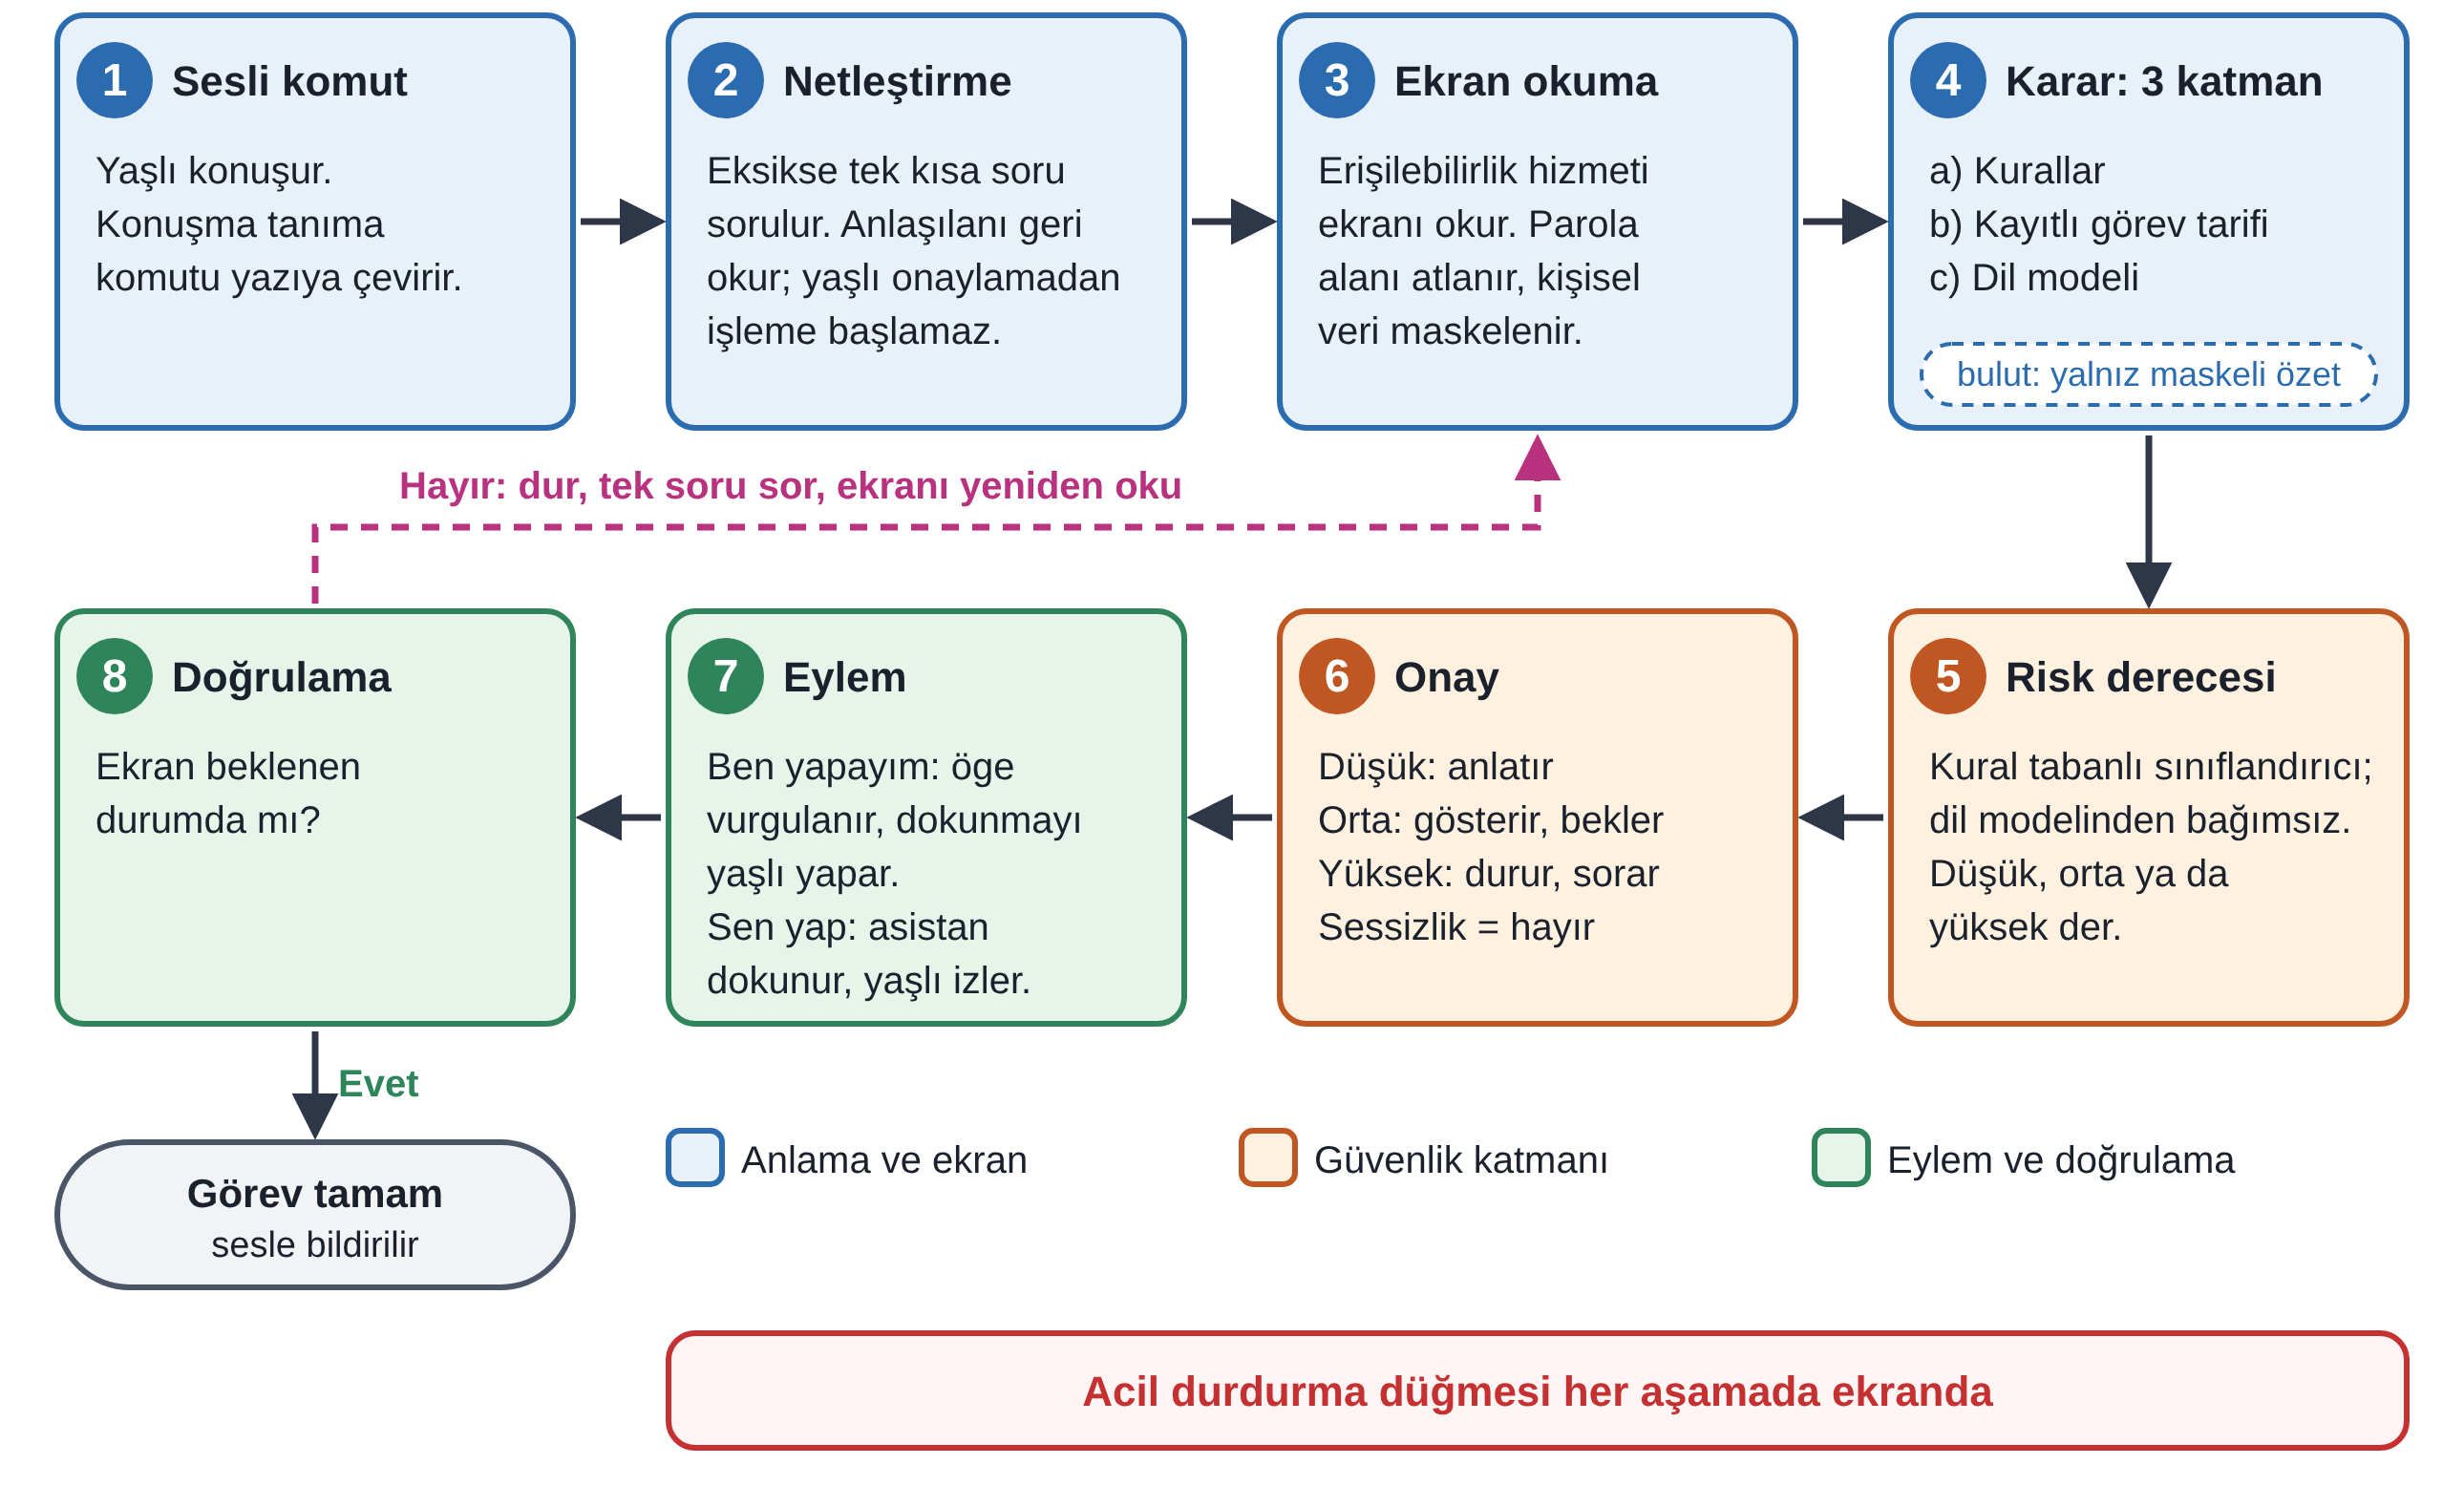 1 Sesli komut
Yaşlı konuşur.
Konuşma tanıma
komutu yazıya çevirir.
2 Netleştirme
Eksikse tek kısa soru
sorulur. Anlaşılanı geri
okur; yaşlı onaylamadan
işleme başlamaz.
3 Ekran okuma
Erişilebilirlik hizmeti
ekranı okur. Parola
alanı atlanır, kişisel
veri maskelenir.
4 Karar: 3 katman
a) Kurallar
b) Kayıtlı görev tarifi
c) Dil modeli
bulut: yalnız maskeli özet
Hayır: dur, tek soru sor, ekranı yeniden oku
8 Doğrulama
Ekran beklenen
durumda mı?
7 Eylem
Ben yapayım: öge
vurgulanır, dokunmayı
yaşlı yapar.
Sen yap: asistan
dokunur, yaşlı izler.
6 Onay
Düşük: anlatır
Orta: gösterir, bekler
Yüksek: durur, sorar
Sessizlik = hayır
5 Risk derecesi
Kural tabanlı sınıflandırıcı;
dil modelinden bağımsız.
Düşük, orta ya da
yüksek der.
Evet
Görev tamam
sesle bildirilir
Anlama ve ekran
Güvenlik katmanı
Eylem ve doğrulama
Acil durdurma düğmesi her aşamada ekranda